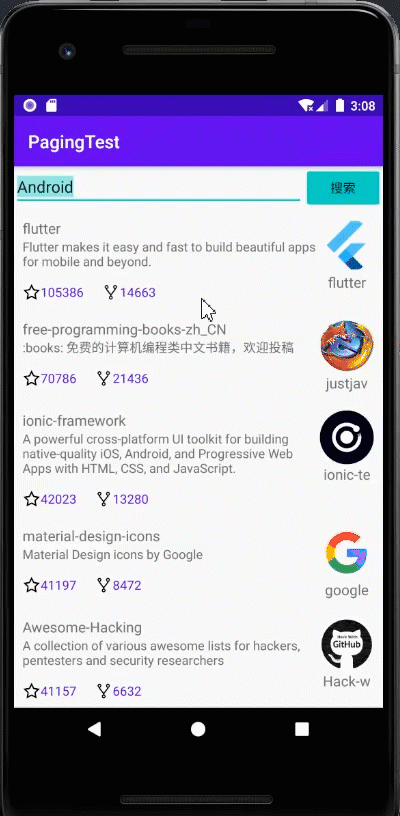 3:08
PagingTest
Android
搜索
flutter
Flutter makes it easy and fast to build beautiful apps
for mobile and beyond.
105386 14663
flutter
free-programming-books-zh_CN
:books: 免费的计算机编程类中文书籍，欢迎投稿
70786 21436
justjav
ionic-framework
A powerful cross-platform UI toolkit for building
native-quality iOS, Android, and Progressive Web
Apps with HTML, CSS, and JavaScript.
42023 13280
ionic-te
material-design-icons
Material Design icons by Google
41197 8472
google
Awesome-Hacking
A collection of various awesome lists for hackers,
pentesters and security researchers
41157 6632
GitHub
Hack-w